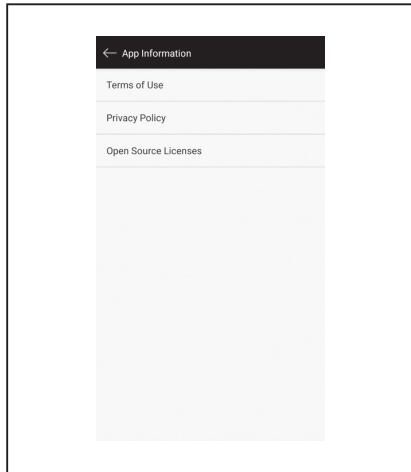 App Information
Terms of Use
Privacy Policy
Open Source Licenses